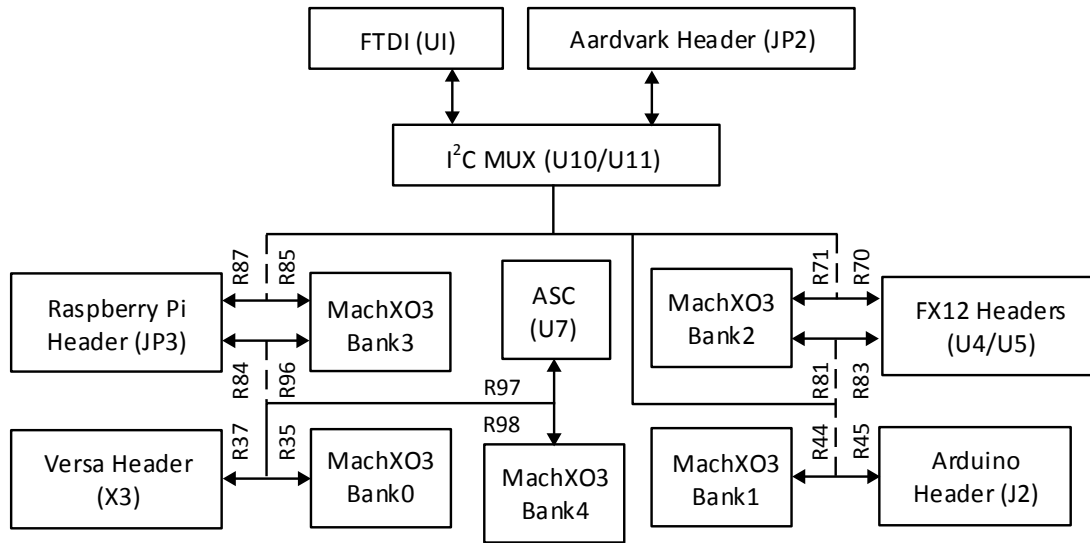 FTDI (UI)
Aardvark Header (JP2)
I²C MUX (U10/U11)
R87
R85
R71
R70
Raspberry Pi
Header (JP3)
MachXO3
Bank3
ASC
(U7)
MachXO3
Bank2
FX12 Headers
(U4/U5)
R84
R96
R97
R81
R83
R98
R37
R35
R44
R45
Versa Header
(X3)
MachXO3
Bank0
MachXO3
Bank4
MachXO3
Bank1
Arduino
Header (J2)